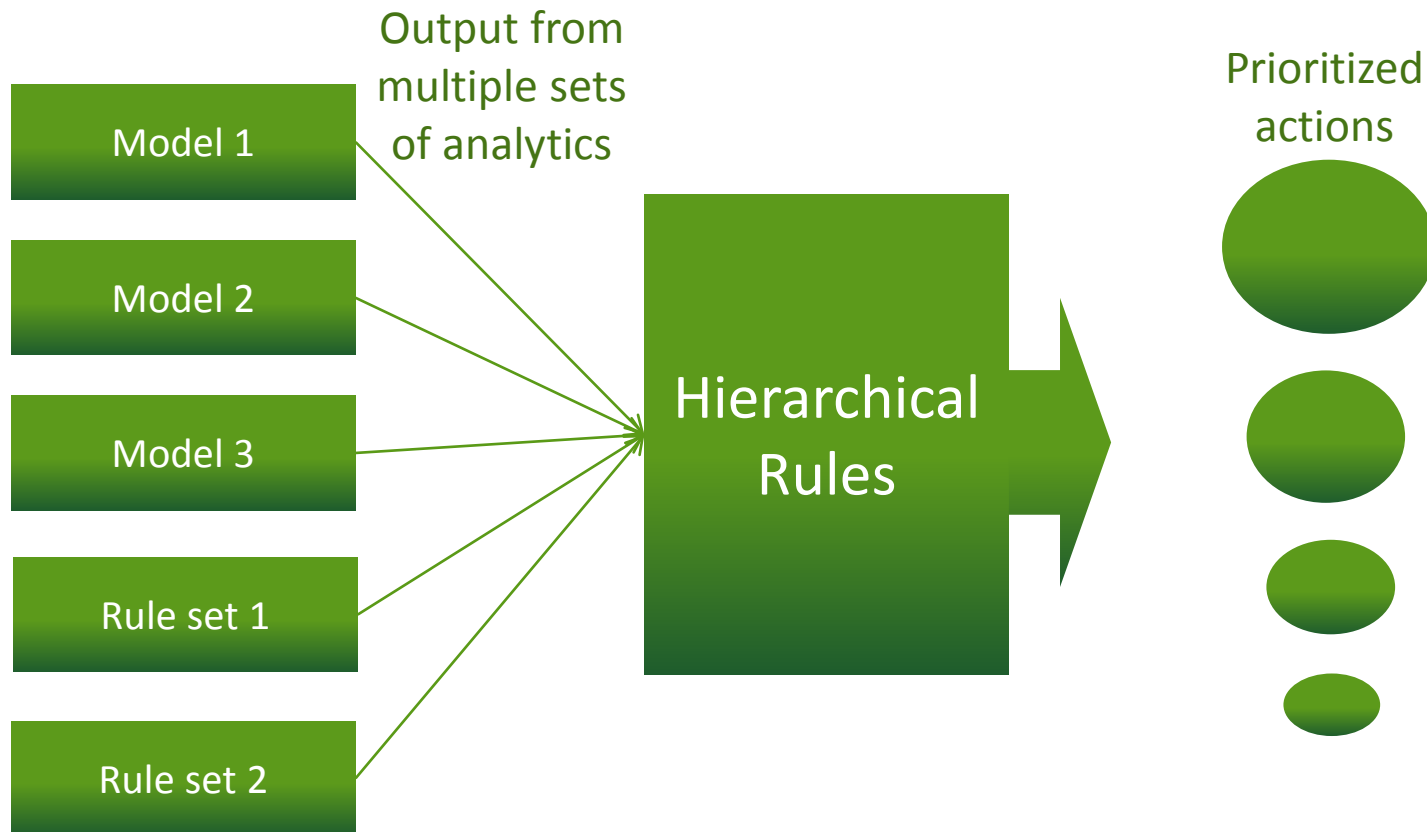 Output from
multiple sets
of analytics
Prioritized
actions
Model 1
Model 2
Model 3
Rule set 1
Rule set 2
Hierarchical
Rules